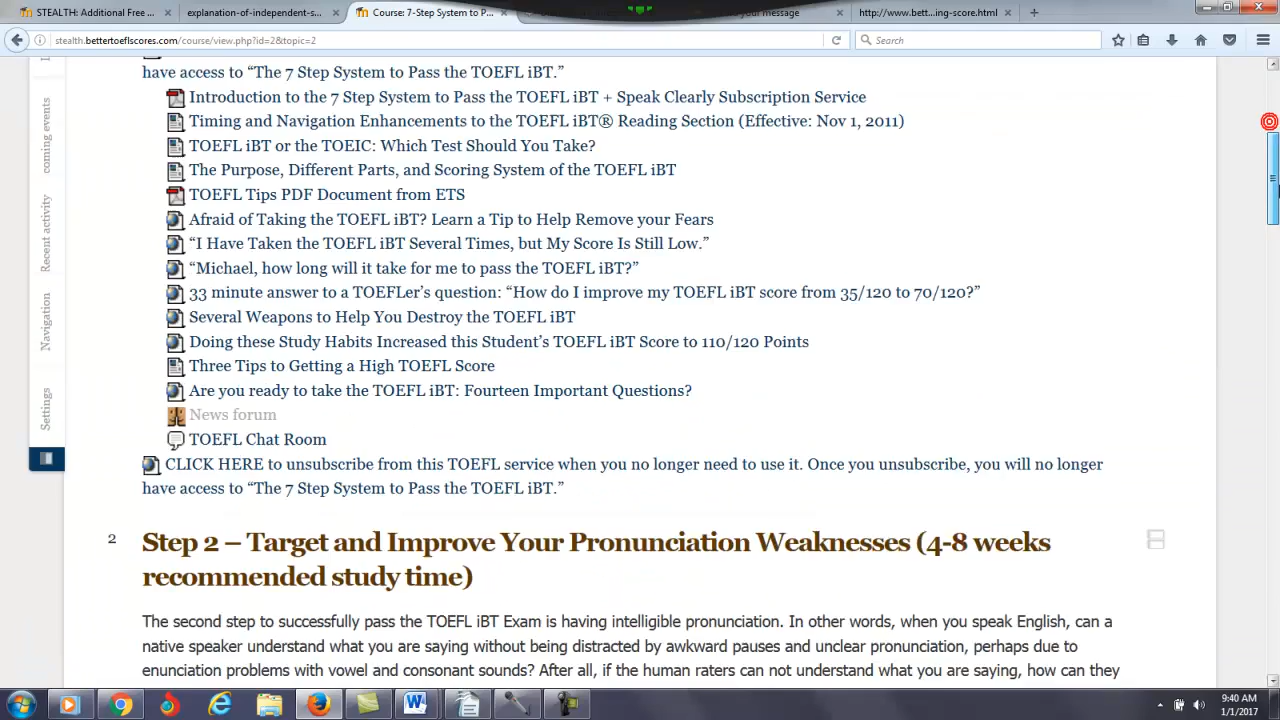 STEALTH: Additional Free ...
explanation-of-independent-s...
Course: 7-Step System to P...
message
http://www.bett...ing-score.html
stealth.bettertoeflscores.com/course/view.php?id=2&topic=2
Search
have access to “The 7 Step System to Pass the TOEFL iBT.”
Introduction to the 7 Step System to Pass the TOEFL iBT + Speak Clearly Subscription Service
Timing and Navigation Enhancements to the TOEFL iBT® Reading Section (Effective: Nov 1, 2011)
TOEFL iBT or the TOEIC: Which Test Should You Take?
The Purpose, Different Parts, and Scoring System of the TOEFL iBT
TOEFL Tips PDF Document from ETS
Afraid of Taking the TOEFL iBT? Learn a Tip to Help Remove your Fears
“I Have Taken the TOEFL iBT Several Times, but My Score Is Still Low.”
“Michael, how long will it take for me to pass the TOEFL iBT?”
33 minute answer to a TOEFLer’s question: “How do I improve my TOEFL iBT score from 35/120 to 70/120?”
Several Weapons to Help You Destroy the TOEFL iBT
Doing these Study Habits Increased this Student’s TOEFL iBT Score to 110/120 Points
Three Tips to Getting a High TOEFL Score
Are you ready to take the TOEFL iBT: Fourteen Important Questions?
News forum
TOEFL Chat Room
CLICK HERE to unsubscribe from this TOEFL service when you no longer need to use it. Once you unsubscribe, you will no longer
have access to “The 7 Step System to Pass the TOEFL iBT.”
coming events
Recent activity
Navigation
Settings
2
Step 2 – Target and Improve Your Pronunciation Weaknesses (4-8 weeks
recommended study time)
The second step to successfully pass the TOEFL iBT Exam is having intelligible pronunciation. In other words, when you speak English, can a
native speaker understand what you are saying without being distracted by awkward pauses and unclear pronunciation, perhaps due to
enunciation problems with vowel and consonant sounds? After all, if the human raters can not understand what you are saying, how can they
9:40 AM
1/1/2017